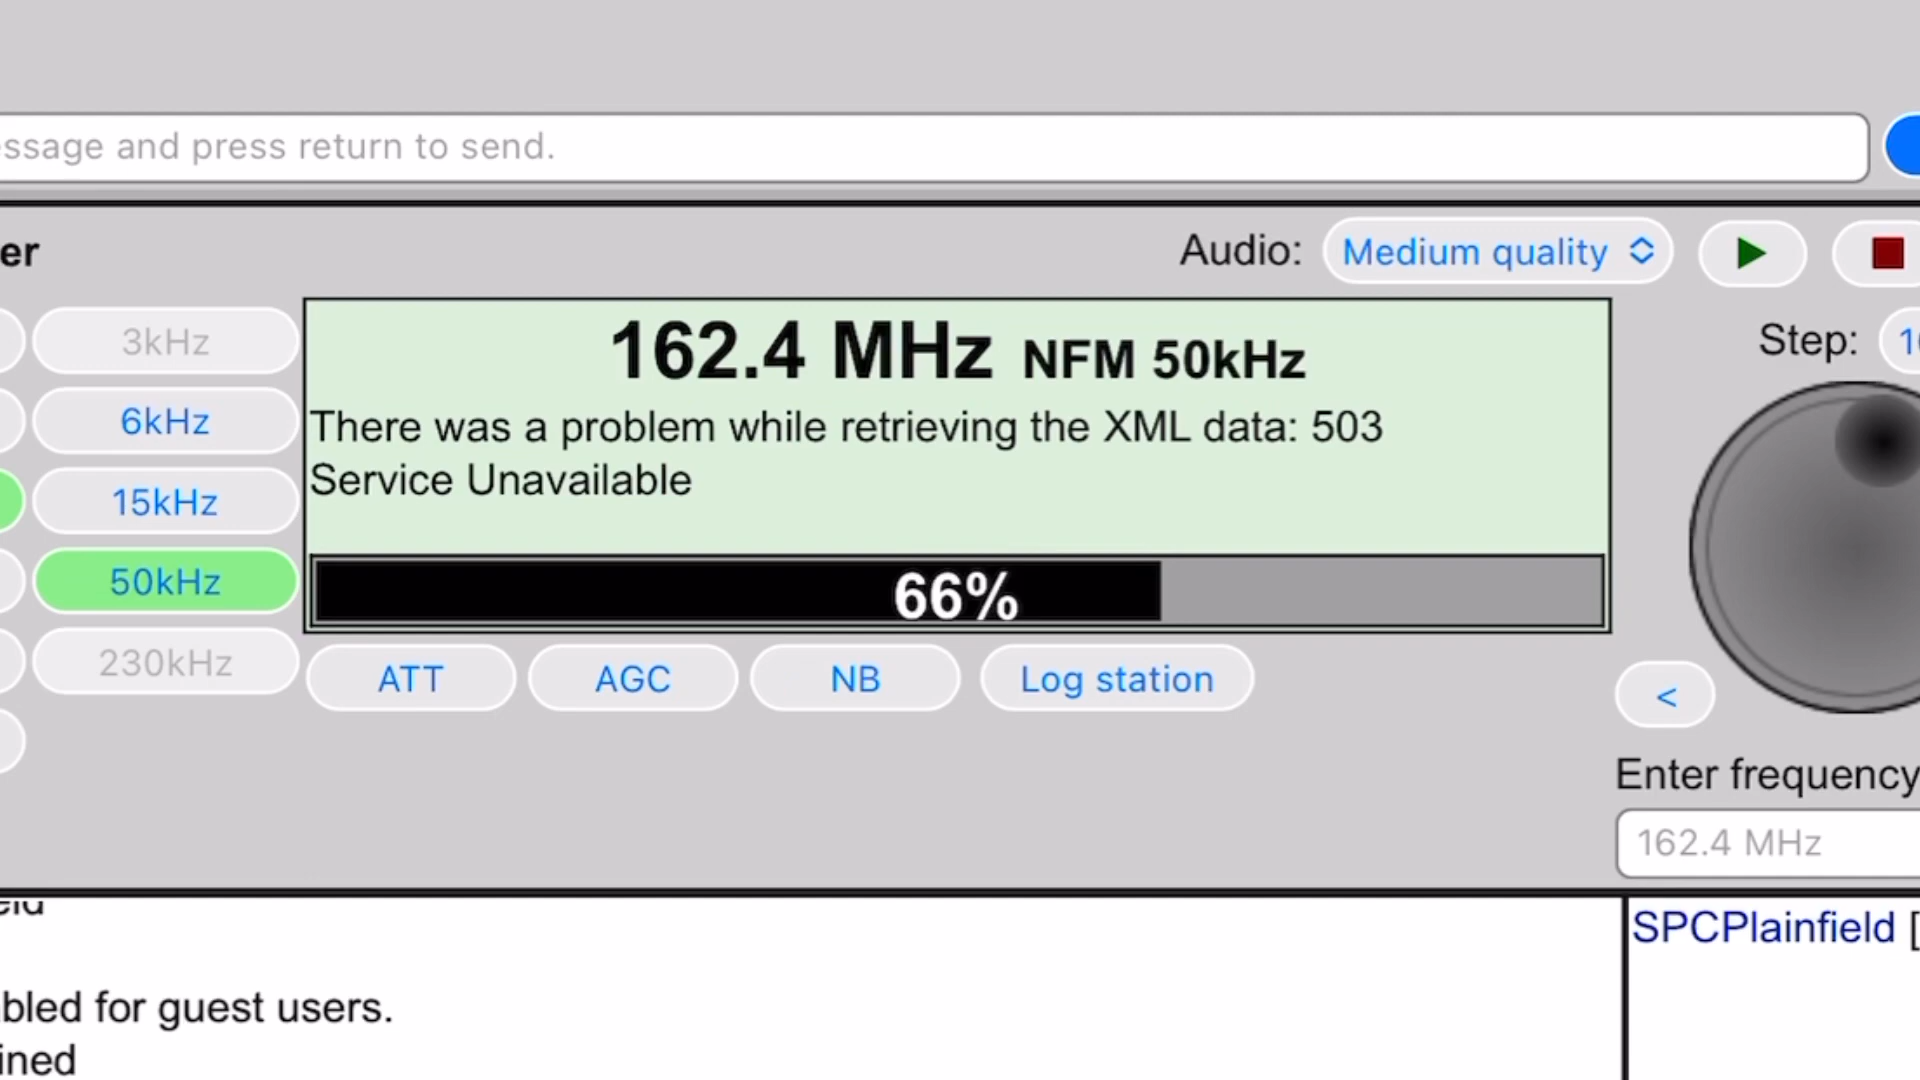 ssage and press return to send.
er
Audio: Medium quality
3kHz
162.4 MHz NFM 50kHz
Step:
6kHz
There was a problem while retrieving the XML data: 503
Service Unavailable
15kHz
50kHz
66%
230kHz
ATT AGC NB Log station
<
Enter frequency
162.4 MHz
SPCPlainfield [
bled for guest users.
ined